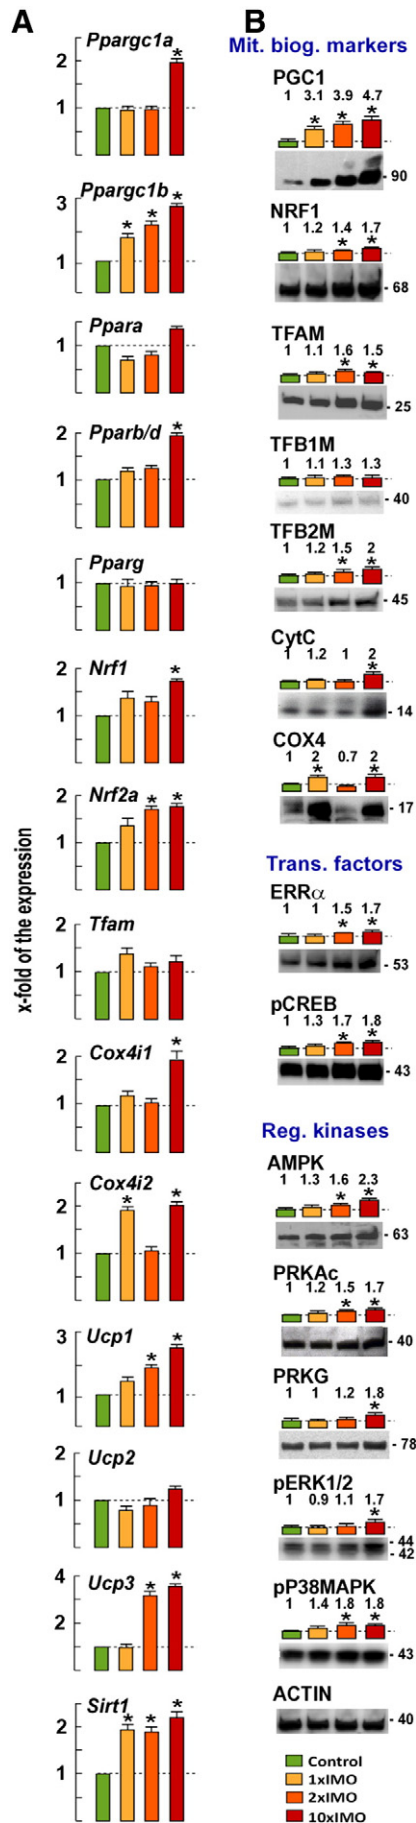 A
x-fold of the expression
Ppargc1a
2
1
*
Ppargc1b
3
1
* * *
Ppara
1
Pparb/d
2
1
*
Pparg
1
Nrf1
2
1
*
Nrf2a
2
1
* *
Tfam
2
1
Cox4i1
2
1
*
Cox4i2
2
1
* *
Ucp1
3
1
* *
Ucp2
2
1
Ucp3
4
2
* *
Sirt1
2
1
* * *
B
Mit. biog. markers
PGC1
1 3.1 3.9 4.7
* * *
- 90
NRF1
1 1.2 1.4 1.7
* *
- 68
TFAM
1 1.1 1.6 1.5
* *
- 25
TFB1M
1 1.1 1.3 1.3
- 40
TFB2M
1 1.2 1.5 2
* *
- 45
CytC
1 1.2 1 2
*
- 14
COX4
1 2 0.7 2
* *
- 17
Trans. factors
ERRα
1 1 1.5 1.7
* *
- 53
pCREB
1 1.3 1.7 1.8
* *
- 43
Reg. kinases
AMPK
1 1.3 1.6 2.3
* *
- 63
PRKAc
1 1.2 1.5 1.7
* *
- 40
PRKG
1 1 1.2 1.8
*
- 78
pERK1/2
1 0.9 1.1 1.7
*
- 44
- 42
pP38MAPK
1 1.4 1.8 1.8
* *
- 43
ACTIN
- 40
Control
1xIMO
2xIMO
10xIMO